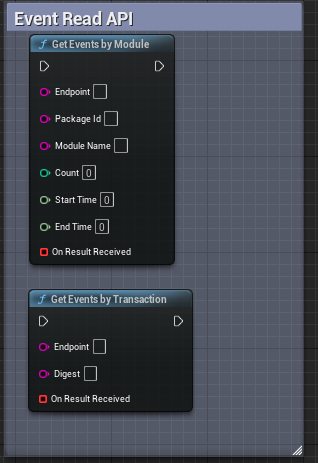 Event Read API
f Get Events by Module
Endpoint
Package Id
Module Name
Count 0
Start Time 0
End Time 0
On Result Received
f Get Events by Transaction
Endpoint
Digest
On Result Received